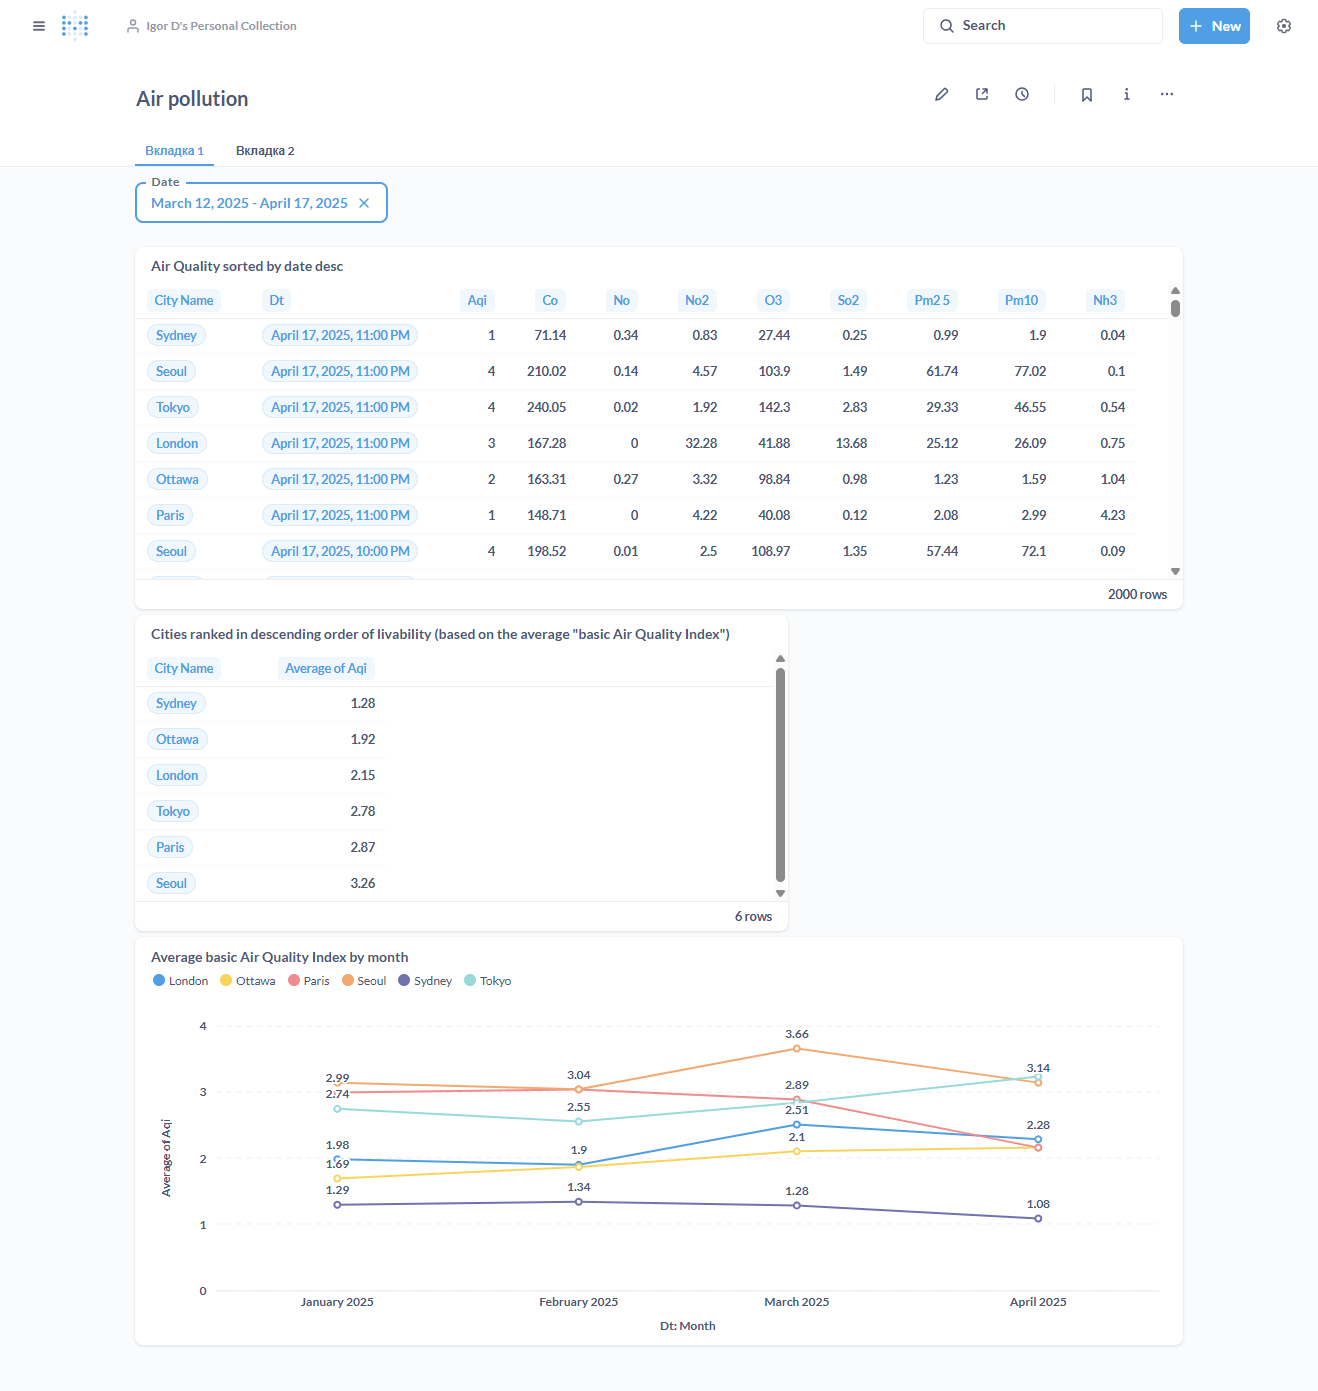 Igor D's Personal Collection
Search
New
Air pollution
Вкладка 1 Вкладка 2
Date
March 12, 2025 - April 17, 2025
Air Quality sorted by date desc
City Name Dt Aqi Co No No2 O3 So2 Pm2 5 Pm10 Nh3
Sydney April 17, 2025, 11:00 PM 1 71.14 0.34 0.83 27.44 0.25 0.99 1.9 0.04
Seoul April 17, 2025, 11:00 PM 4 210.02 0.14 4.57 103.9 1.49 61.74 77.02 0.1
Tokyo April 17, 2025, 11:00 PM 4 240.05 0.02 1.92 142.3 2.83 29.33 46.55 0.54
London April 17, 2025, 11:00 PM 3 167.28 0 32.28 41.88 13.68 25.12 26.09 0.75
Ottawa April 17, 2025, 11:00 PM 2 163.31 0.27 3.32 98.84 0.98 1.23 1.59 1.04
Paris April 17, 2025, 11:00 PM 1 148.71 0 4.22 40.08 0.12 2.08 2.99 4.23
Seoul April 17, 2025, 10:00 PM 4 198.52 0.01 2.5 108.97 1.35 57.44 72.1 0.09
2000 rows
Cities ranked in descending order of livability (based on the average "basic Air Quality Index")
City Name Average of Aqi
Sydney 1.28
Ottawa 1.92
London 2.15
Tokyo 2.78
Paris 2.87
Seoul 3.26
6 rows
Average basic Air Quality Index by month
London Ottawa Paris Seoul Sydney Tokyo
4
3.66
3.14
3.04
2.99
3
2.74
2.89
2.55
2.51
2.28
2.1
1.98
1.9
2
1.69
1.29
1.34
1.28
1.08
1
0
Average of Aqi
January 2025 February 2025 March 2025 April 2025
Dt: Month